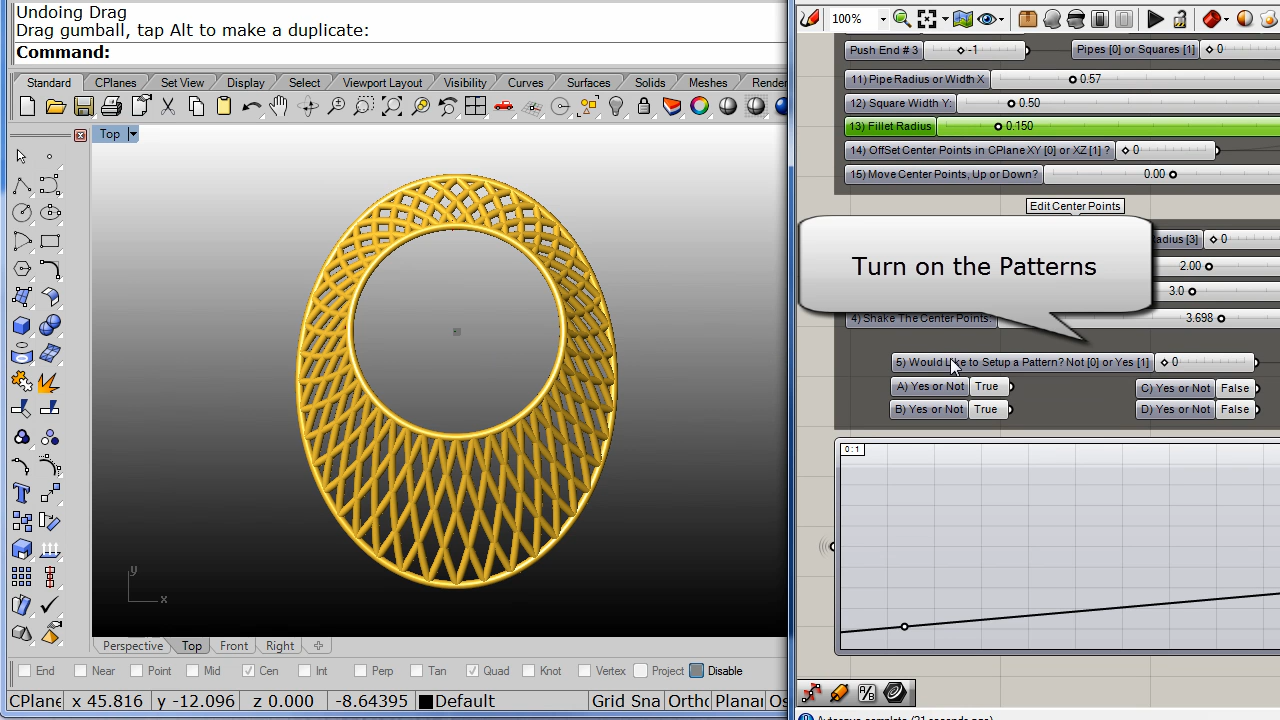 Undoing Drag
Drag gumball, tap Alt to make a duplicate:
Command:
Standard CPlanes Set View Display Select Viewport Layout Visibility Curves Surfaces Solids Meshes Render
Top
y
x
Perspective Top Front Right
End Near Point Mid Cen Int Perp Tan Quad Knot Vertex Project Disable
CPlane x 45.816 y -12.096 z 0.000 -8.64395 Default Grid Sna Ortho Planar Os
100%
Push End # 3 -1 Pipes [0] or Squares [1] 0
11) Pipe Radius or Width X 0.57
12) Square Width Y: 0.50
13) Fillet Radius 0.150
14) OffSet Center Points in CPlane XY [0] or XZ [1] ? 0
15) Move Center Points, Up or Down? 0.00
Edit Center Points
adius [3] 0
Turn on the Patterns
2.00
3.0
4) Shake The Center Points: 3.698
5) Would Like to Setup a Pattern? Not [0] or Yes [1] 0
A) Yes or Not True C) Yes or Not False
B) Yes or Not True D) Yes or Not False
0 : 1